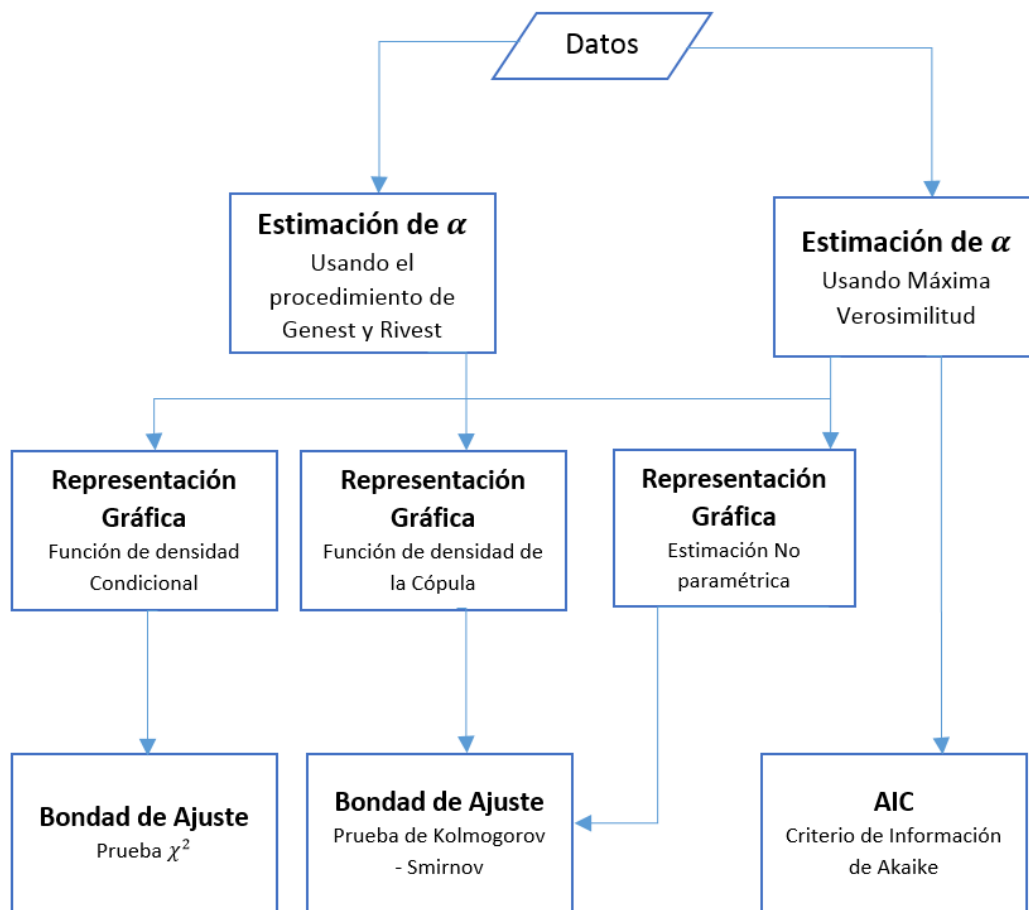 Datos
Estimación de α
Usando el
procedimiento de
Genest y Rivest
Estimación de α
Usando Máxima
Verosimilitud
Representación
Gráfica
Función de densidad
Condicional
Representación
Gráfica
Función de densidad de
la Cópula
Representación
Gráfica
Estimación No
paramétrica
Bondad de Ajuste
Prueba χ²
Bondad de Ajuste
Prueba de Kolmogorov
- Smirnov
AIC
Criterio de Información
de Akaike